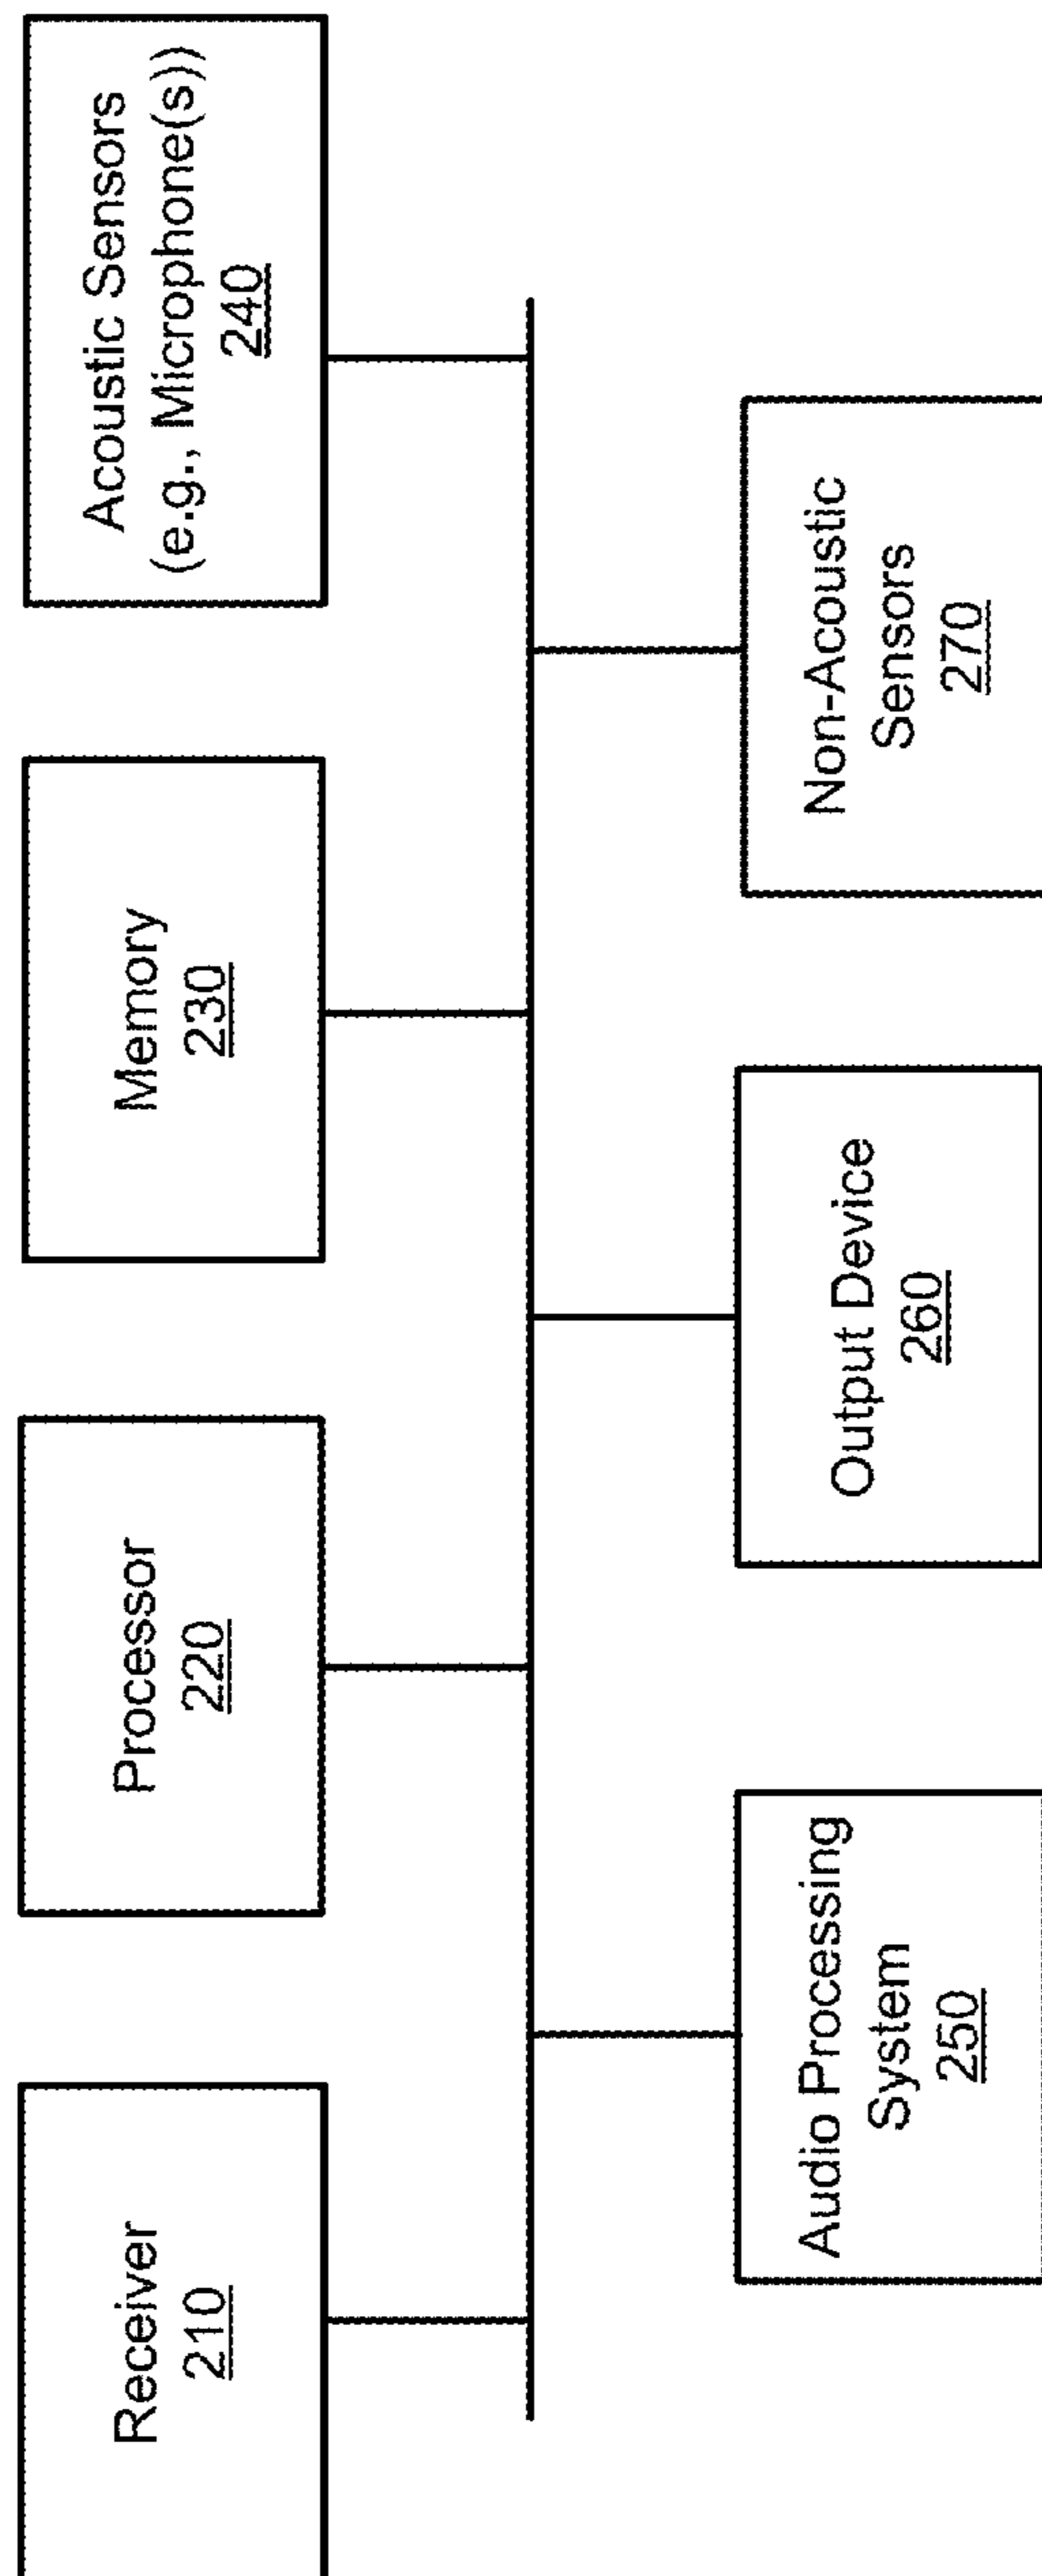 Receiver
210
Processor
220
Memory
230
Acoustic Sensors
(e.g., Microphone(s))
240
Audio Processing
System
250
Output Device
260
Non-Acoustic
Sensors
270